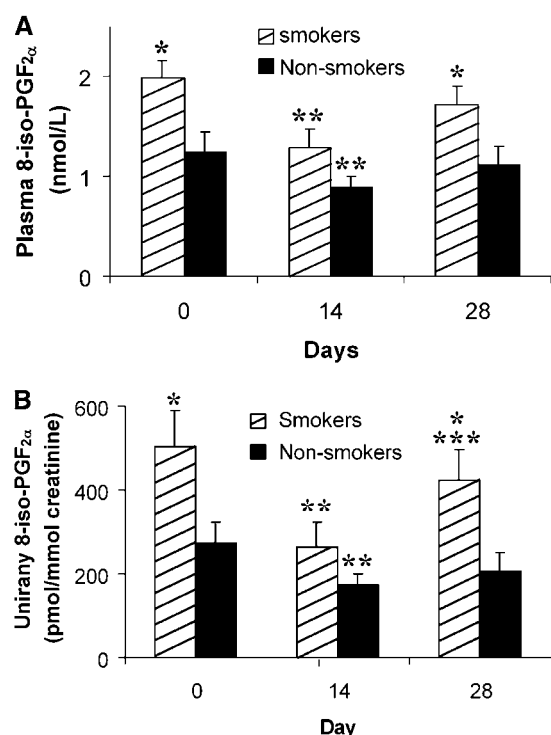 A
Plasma 8-iso-PGF2α
(nmol/L)
smokers
Non-smokers
2
1
0
*
**
**
*
0 14 28
Days
B
Unirany 8-iso-PGF2α
(pmol/mmol creatinine)
Smokers
Non-smokers
600
400
200
0
*
**
**
*
***
0 14 28
Day